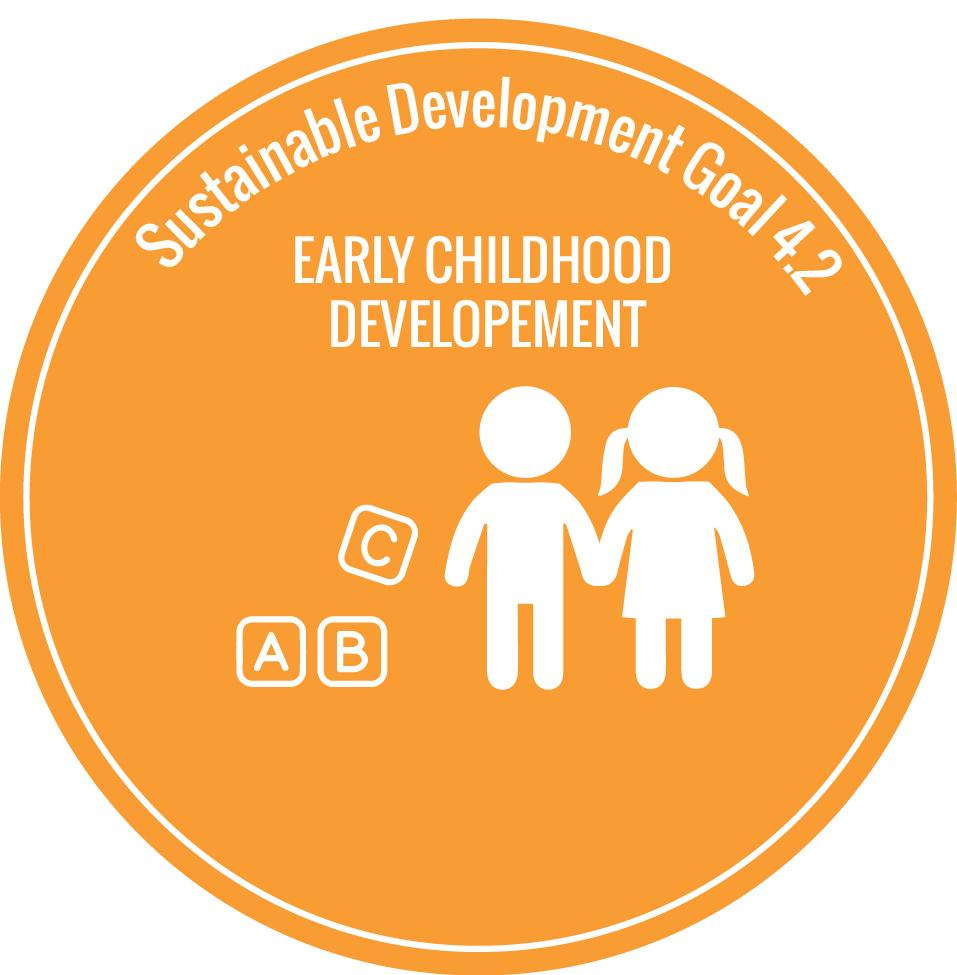 Sustainable Development Goal 4.2
EARLY CHILDHOOD
DEVELOPEMENT
C
A B